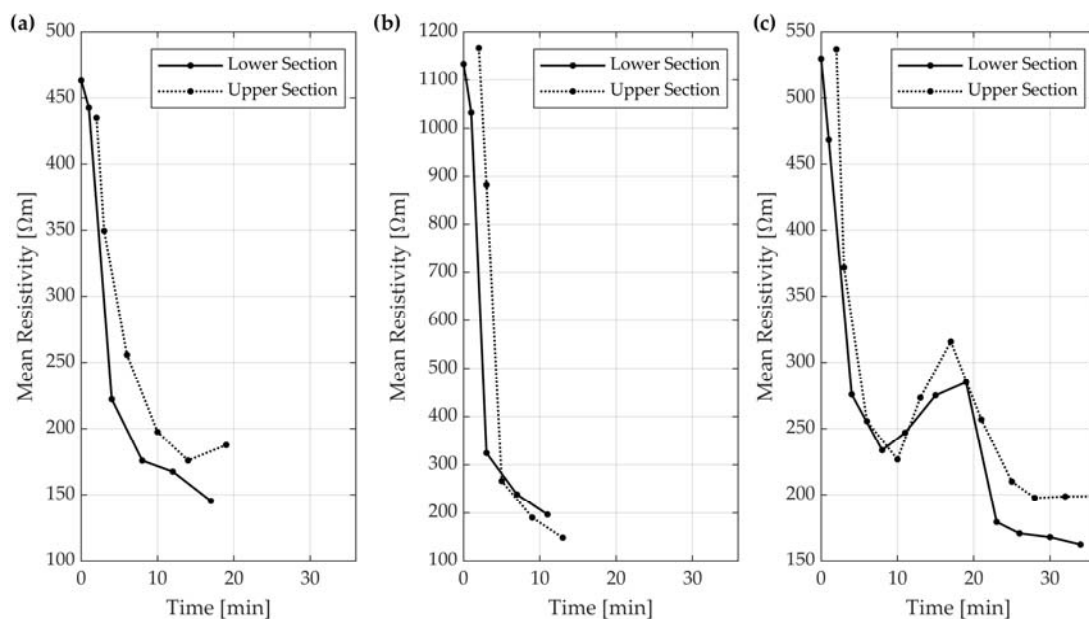 (a)
500
450
400
350
300
250
200
150
100
0
10
20
30
Mean Resistivity [Ωm]
Time [min]
Lower Section
Upper Section
(b)
1200
1100
1000
900
800
700
600
500
400
300
200
100
0
10
20
30
Mean Resistivity [Ωm]
Time [min]
Lower Section
Upper Section
(c)
550
500
450
400
350
300
250
200
150
0
10
20
30
Mean Resistivity [Ωm]
Time [min]
Lower Section
Upper Section